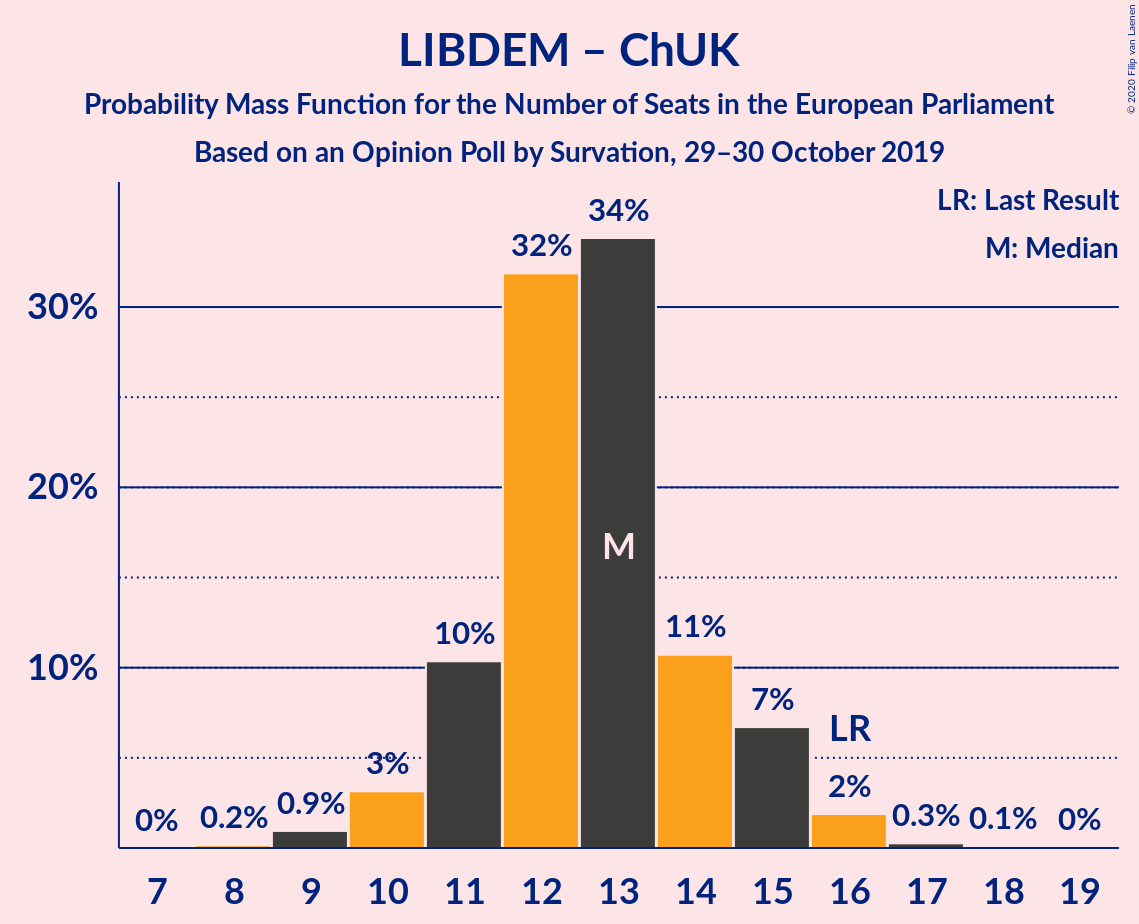 LIBDEM – ChUK
Probability Mass Function for the Number of Seats in the European Parliament
Based on an Opinion Poll by Survation, 29–30 October 2019
© 2020 Filip van Laenen
LR: Last Result
M: Median
30%
20%
10%
0%
0.2%
0.9%
3%
10%
32%
34%
M
11%
7%
LR
2%
0.3%
0.1%
0%
7 8 9 10 11 12 13 14 15 16 17 18 19